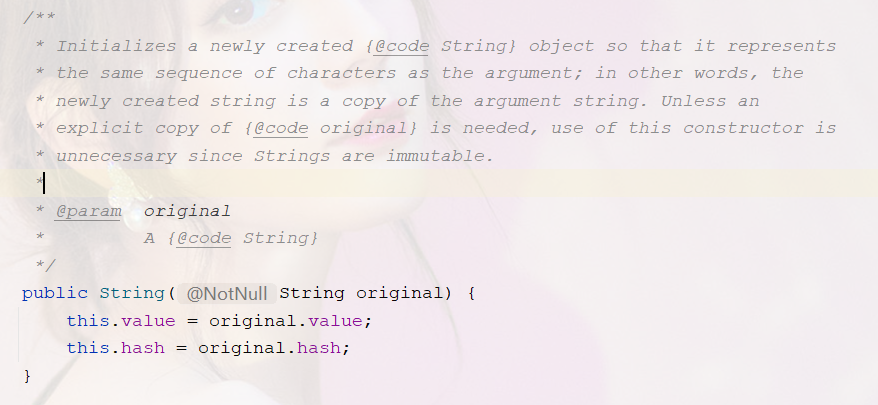 /**
 * Initializes a newly created {@code String} object so that it represents
 * the same sequence of characters as the argument; in other words, the
 * newly created string is a copy of the argument string. Unless an
 * explicit copy of {@code original} is needed, use of this constructor is
 * unnecessary since Strings are immutable.
 *
 * @param  original
 *         A {@code String}
 */
public String( @NotNull String original) {
    this.value = original.value;
    this.hash = original.hash;
}